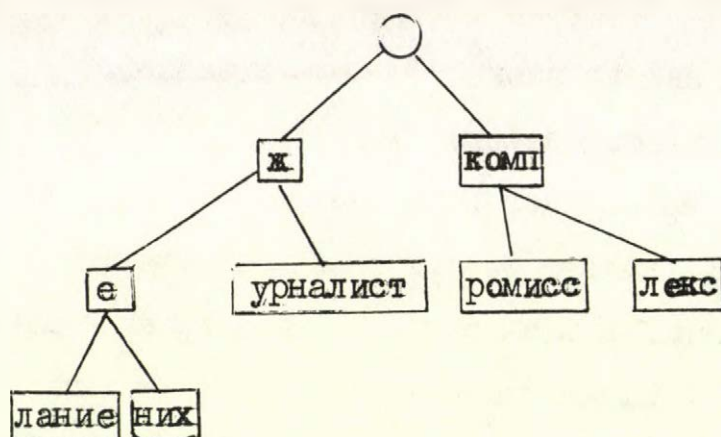 ж комп
е урналист ромисс лекс
лание них